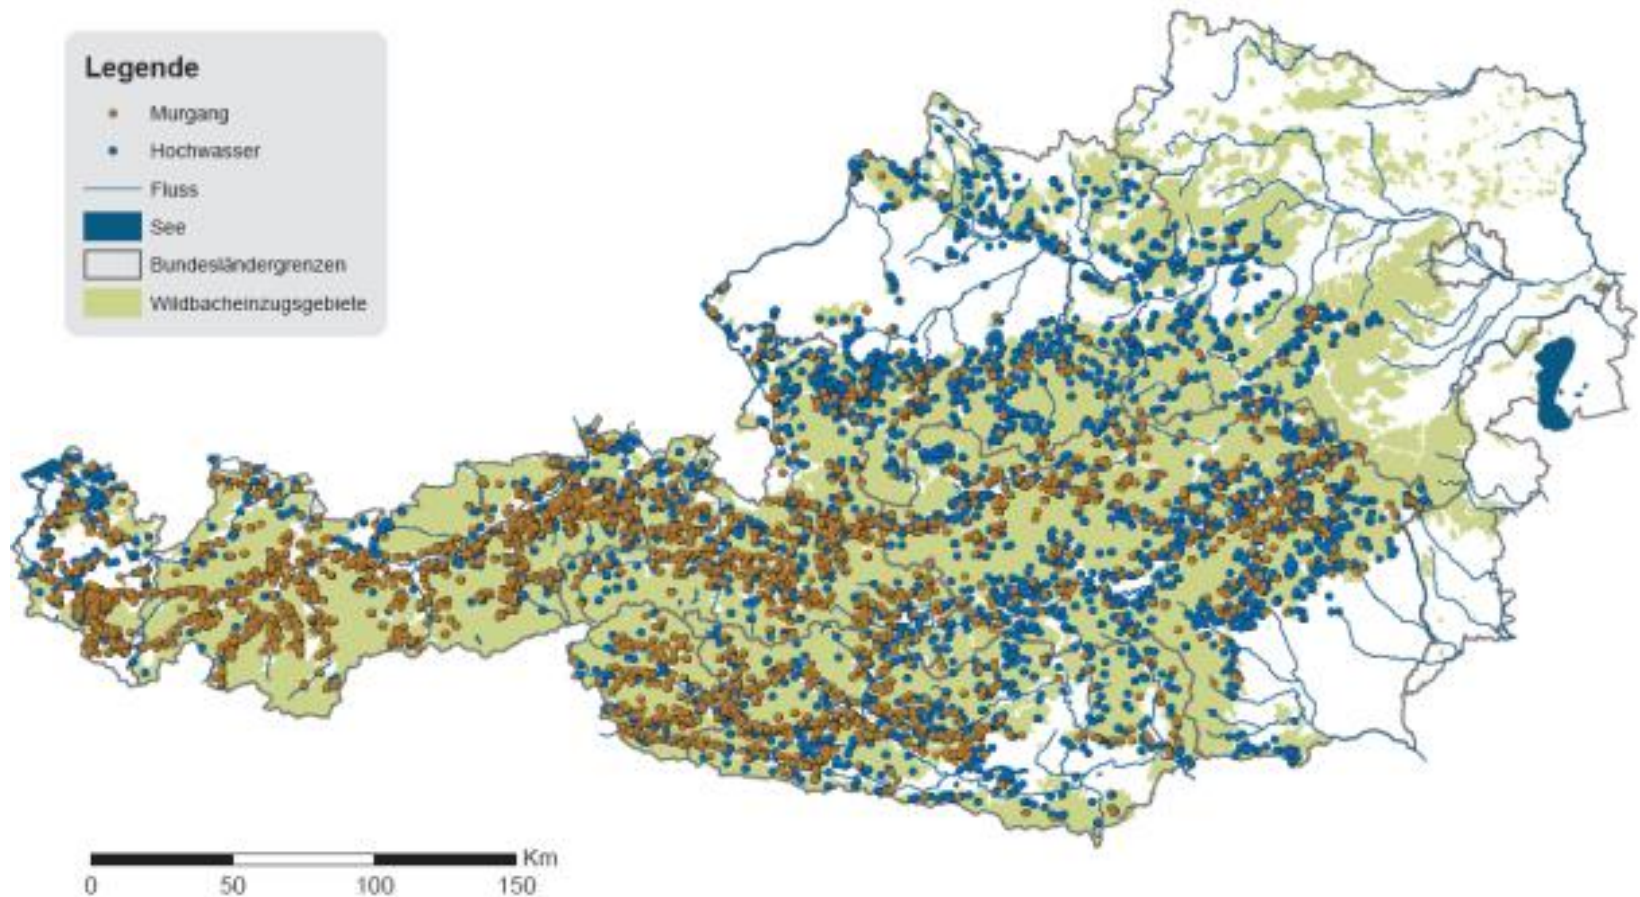 Legende
Murgang
Hochwasser
Fluss
See
Bundesländergrenzen
Wildbacheinzugsgebiete
Km
0 50 100 150